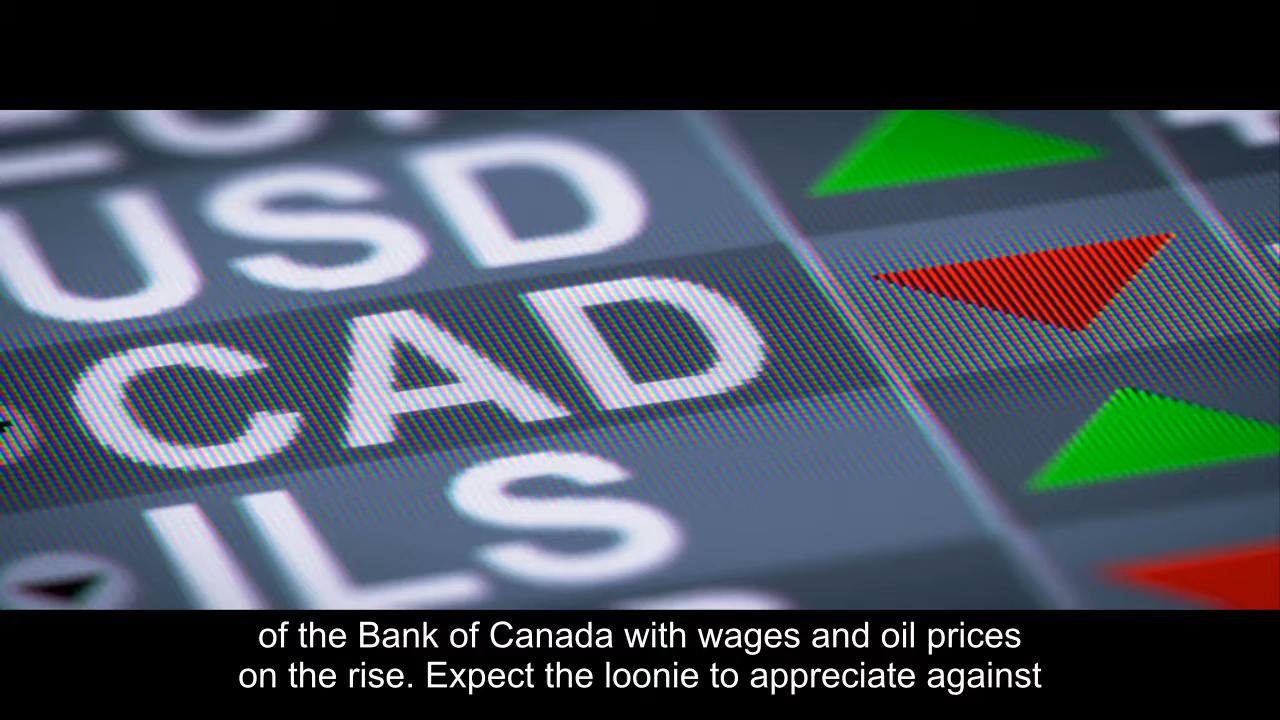 USD
CAD
ILS
of the Bank of Canada with wages and oil prices
on the rise. Expect the loonie to appreciate against